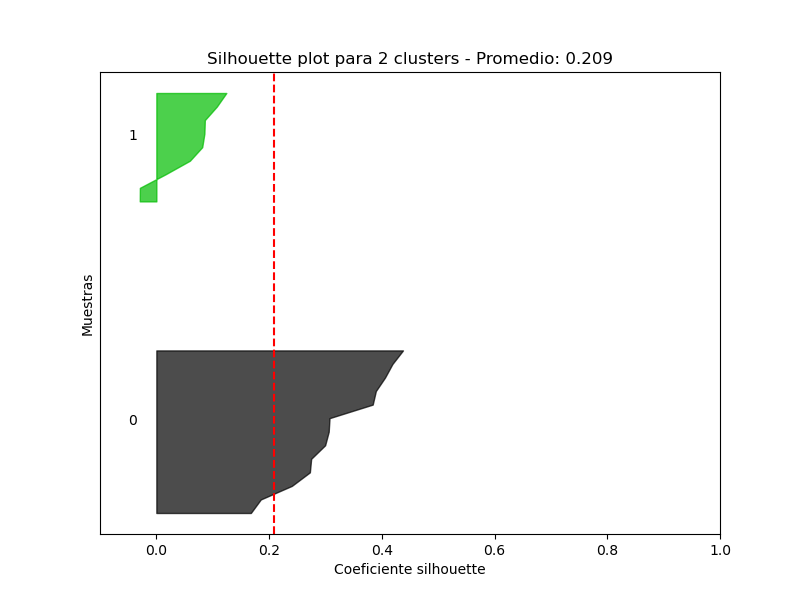 Silhouette plot para 2 clusters - Promedio: 0.209
1
0
Muestras
0.0 0.2 0.4 0.6 0.8 1.0
Coeficiente silhouette